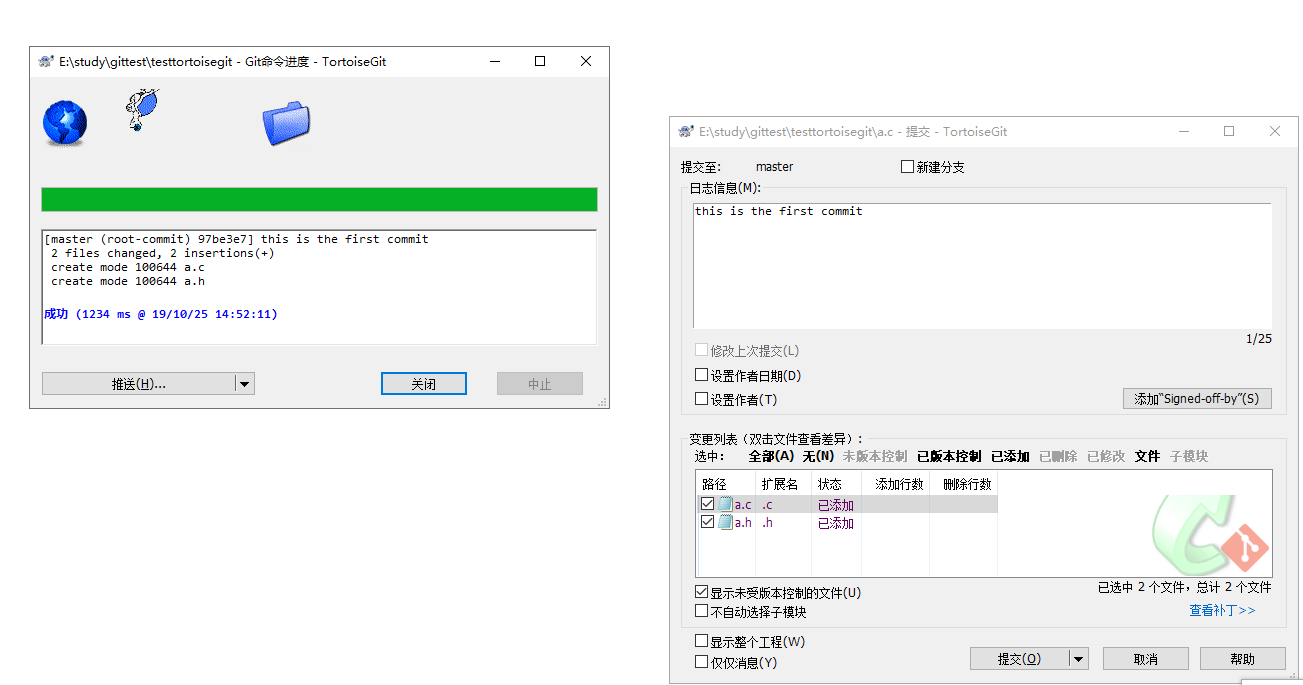 E:\study\gittest\testtortoisegit - Git命令进度 - TortoiseGit
[master (root-commit) 97be3e7] this is the first commit
2 files changed, 2 insertions(+)
create mode 100644 a.c
create mode 100644 a.h
成功 (1234 ms @ 19/10/25 14:52:11)
推送(H)...
关闭
中止
E:\study\gittest\testtortoisegit\a.c - 提交 - TortoiseGit
提交至: master 新建分支
日志信息(M):
this is the first commit
1/25
修改上次提交(L)
设置作者日期(D)
设置作者(T)
添加"Signed-off-by"(S)
变更列表（双击文件查看差异）:
选中: 全部(A) 无(N) 未版本控制 已版本控制 已添加 已删除 已修改 文件 子模块
路径 扩展名 状态 添加行数 删除行数
a.c .c 已添加
a.h .h 已添加
显示未受版本控制的文件(U)
已选中 2 个文件，总计 2 个文件
不自动选择子模块
查看补丁>>
显示整个工程(W)
仅仅消息(Y)
提交(O)
取消
帮助